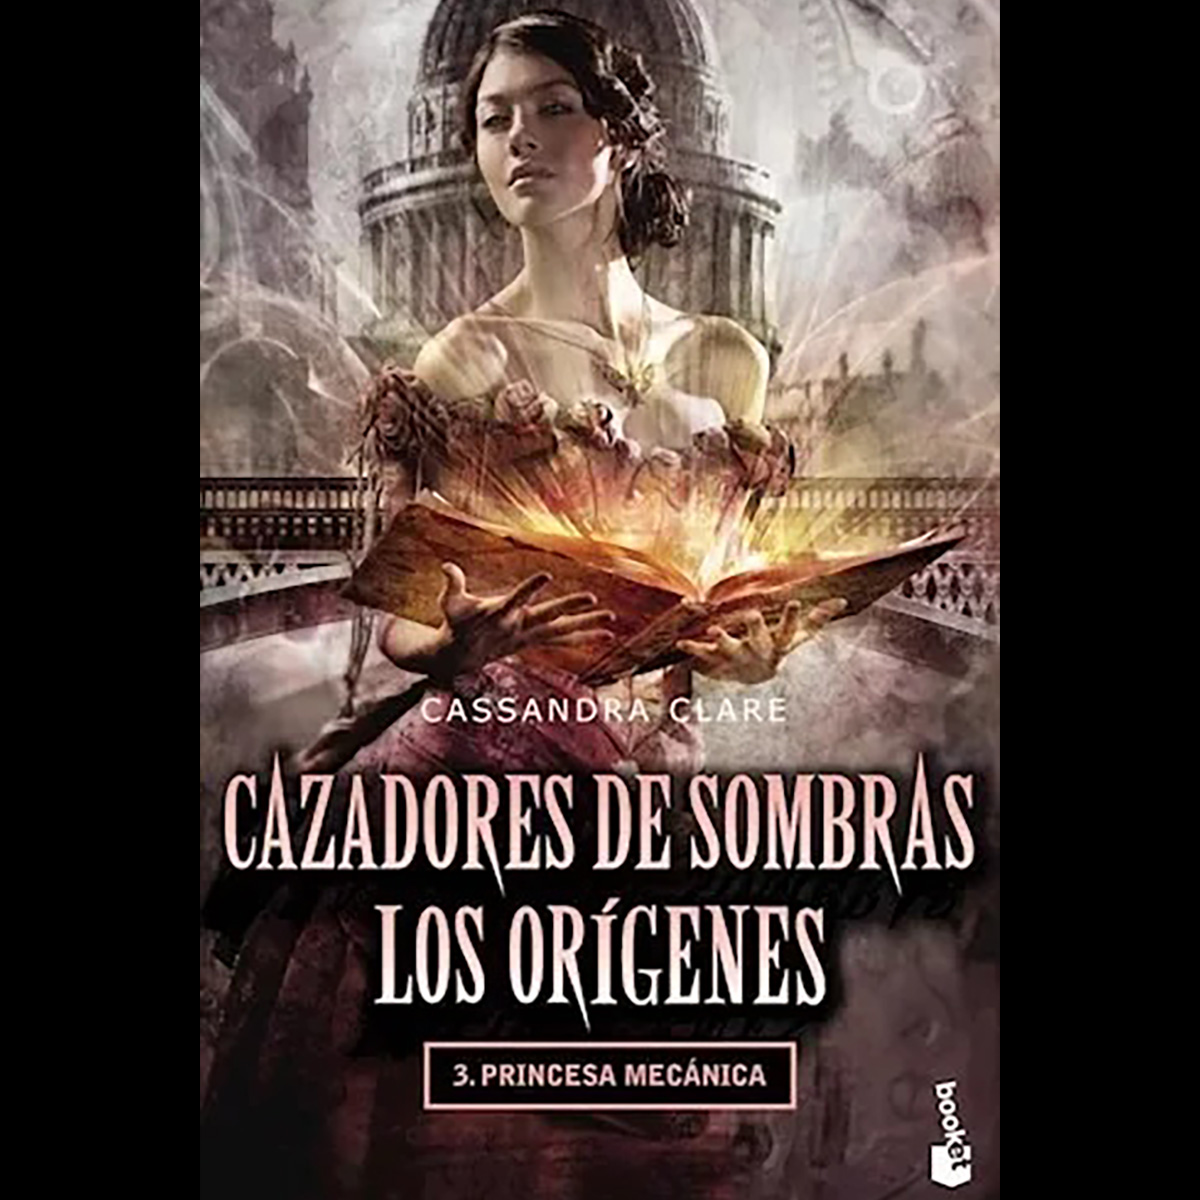 CASSANDRA CLARE
CAZADORES DE SOMBRAS
LOS ORÍGENES
3. PRINCESA MECÁNICA
booket